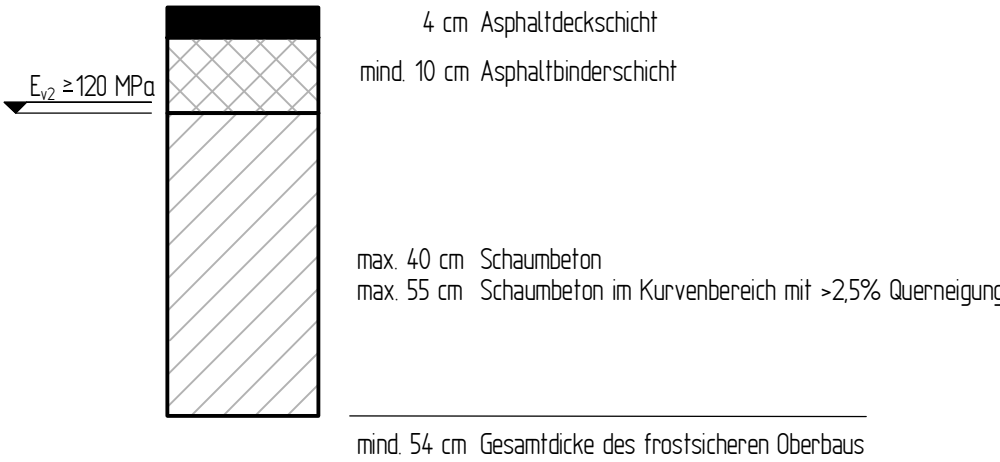 4 cm Asphaltdeckschicht
mind. 10 cm Asphaltbinderschicht
Ev2 ≥120 MPa
max. 40 cm Schaumbeton
max. 55 cm Schaumbeton im Kurvenbereich mit >2,5% Querneigung
mind. 54 cm Gesamtdicke des frostsicheren Oberbaus